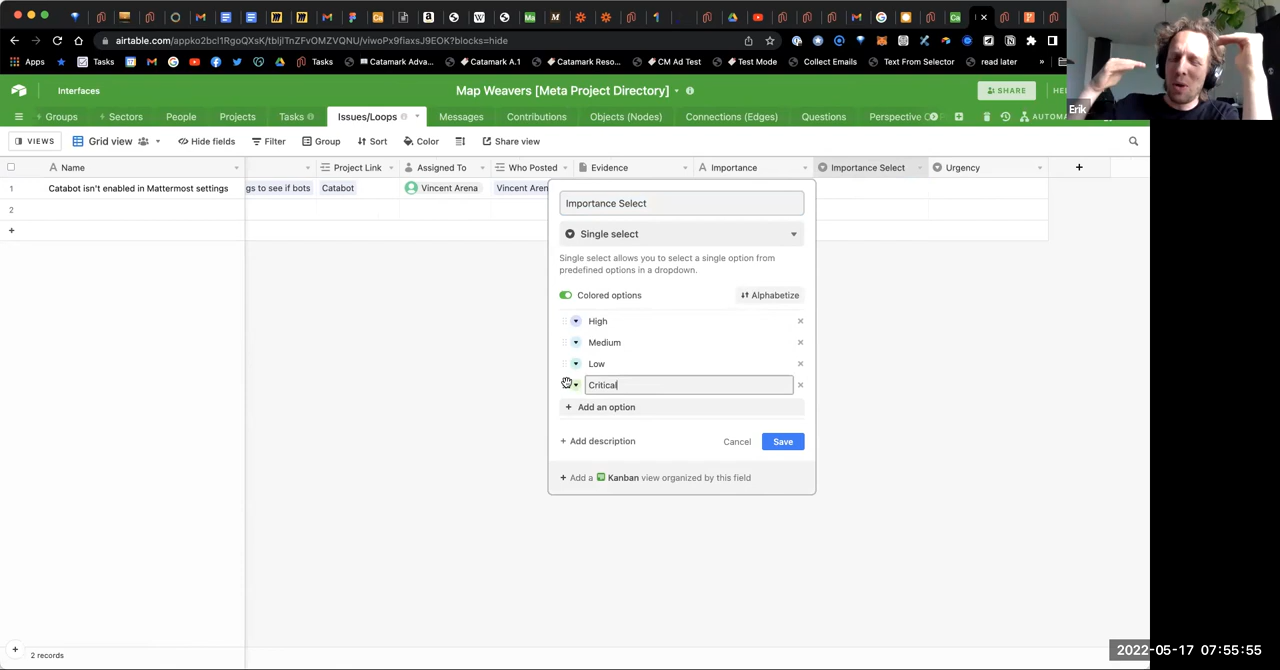 airtable.com/appko2bcl1RgoQXsK/tbljlTnZFvOMZVQNU/viwoPx9fiaxsJ9EOK?blocks=hide
Apps
Tasks
Tasks
Catamark Adva...
Catamark A.1
Catamark Reso...
CM Ad Test
Test Mode
Collect Emails
Text From Selector
read later
»
Interfaces
Map Weavers [Meta Project Directory]
SHARE
HEL
Erik
Groups
Sectors
People
Projects
Tasks
Issues/Loops
Messages
Contributions
Objects (Nodes)
Connections (Edges)
Questions
Perspective C
AUTOMA
VIEWS
Grid view
Hide fields
Filter
Group
Sort
Color
Share view
Name
Project Link
Assigned To
Who Posted
Evidence
Importance
Importance Select
Urgency
1
Catabot isn't enabled in Mattermost settings
gs to see if bots
Catabot
Vincent Arena
Vincent Aren
2
Importance Select
Single select
Single select allows you to select a single option from
predefined options in a dropdown.
Colored options
Alphabetize
High
Medium
Low
Critical
+ Add an option
+ Add description
Cancel
Save
+ Add a Kanban view organized by this field
2 records
2022-05-17 07:55:55